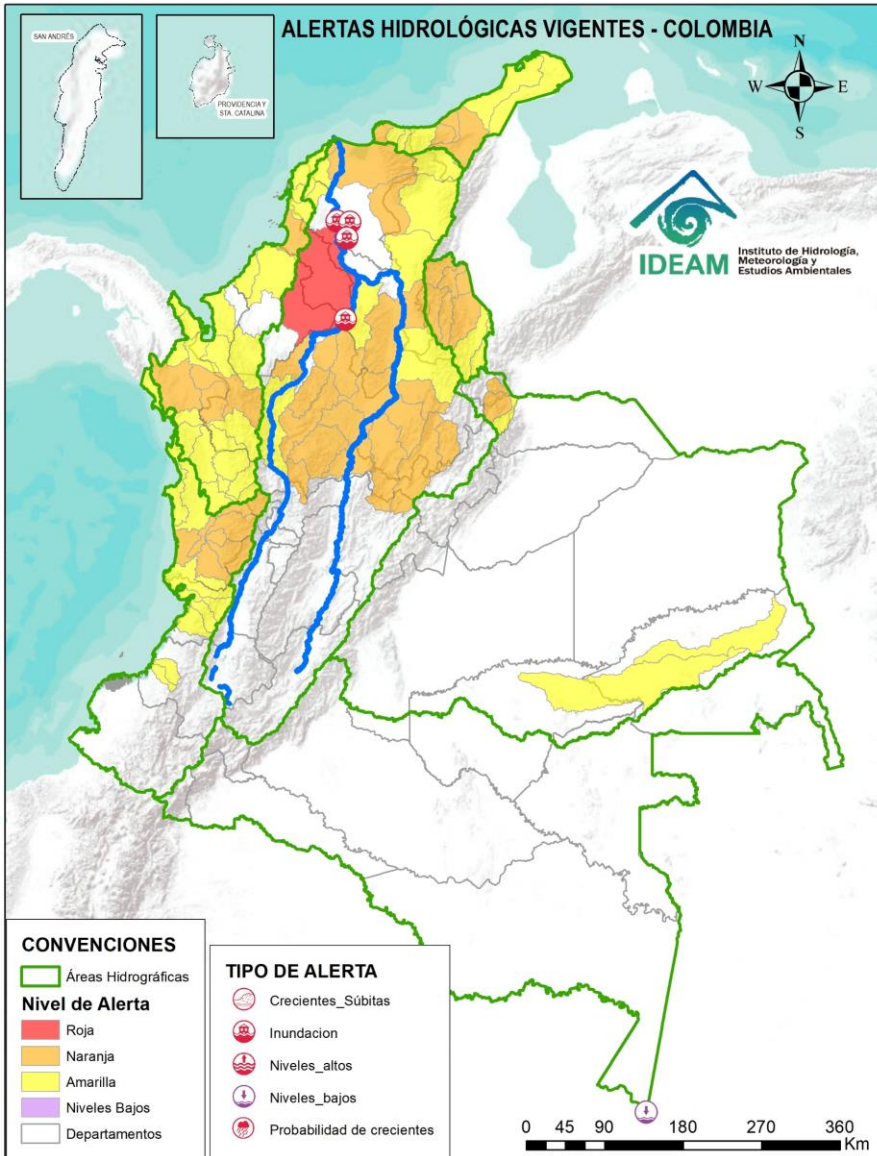 ALERTAS HIDROLÓGICAS VIGENTES - COLOMBIA
SAN ANDRÉS
PROVIDENCIA Y
STA. CATALINA
N
W
E
S
IDEAM
Instituto de Hidrología,
Meteorología y
Estudios Ambientales
CONVENCIONES
Áreas Hidrográficas
Nivel de Alerta
Roja
Naranja
Amarilla
Niveles Bajos
Departamentos
TIPO DE ALERTA
Crecientes_Súbitas
Inundacion
Niveles_altos
Niveles_bajos
Probabilidad de crecientes
0 45 90 180 270 360
Km